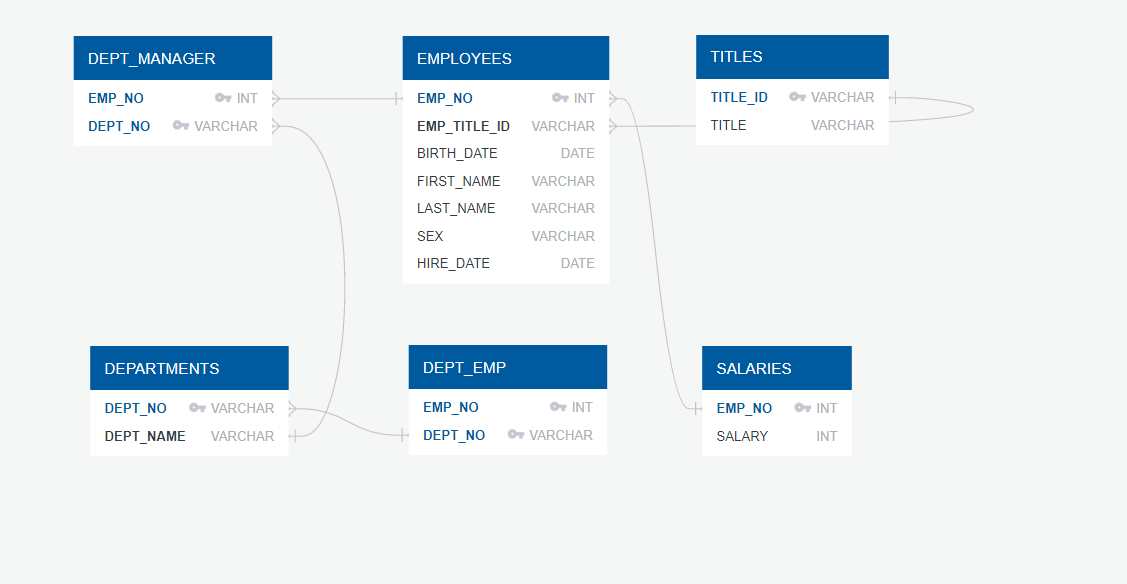 DEPT_MANAGER
EMP_NO INT
DEPT_NO VARCHAR
EMPLOYEES
EMP_NO INT
EMP_TITLE_ID VARCHAR
BIRTH_DATE DATE
FIRST_NAME VARCHAR
LAST_NAME VARCHAR
SEX VARCHAR
HIRE_DATE DATE
TITLES
TITLE_ID VARCHAR
TITLE VARCHAR
DEPARTMENTS
DEPT_NO VARCHAR
DEPT_NAME VARCHAR
DEPT_EMP
EMP_NO INT
DEPT_NO VARCHAR
SALARIES
EMP_NO INT
SALARY INT